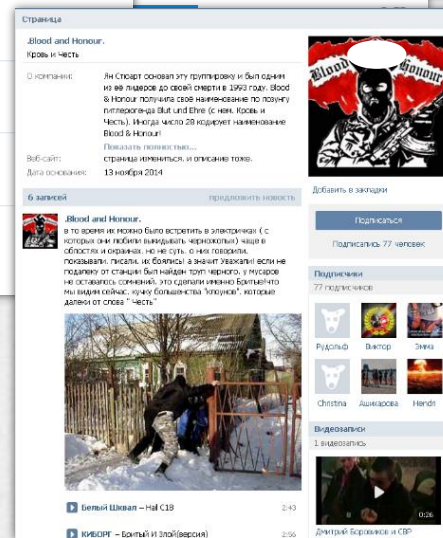 Страница
.Blood and Honour.
Кровь и Честь
О компании:
Ян Стюарт основал эту группировку и был одним
из её лидеров до своей смерти в 1993 году. Blood
& Honour получила своё наименование по лозунгу
гитлерюгенда Blut und Ehre (с нем. Кровь и
Честь). Иногда число 28 кодирует наименование
Blood & Honour!
Показать полностью...
Веб-сайт:
страница измениться, и описание тоже.
Дата основания:
13 ноября 2014
6 записей
предложить новость
.Blood and Honour.
в то время их можно было встретить в электричках ( с
которых они любили выкидывать чернокопых) чаще в
областях и окраинах. но не суть. о них говорили,
показывали, писали, их боялись! а значит Уважали! если не
подалеку от станции был найден труп черного, у мусаров
не оставалось сомнений, это сделали именно Бритые!что
мы видим сейчас, кучку большенства "клоунов", которые
далеки от слова " Честь"
Белый Шквал – Hail C18
2:43
КИБОРГ – Бритый И Злой(версия)
2:56
Blood
Honour
Добавить в закладки
Подписаться
Подписались 77 человек
Подписчики
77 подписчиков
Рудольф
Виктор
Эмма
Christina
Ашихарова
Hendri
Видеозаписи
1 видеозапись
0:26
Дмитрий Боровиков и СВР